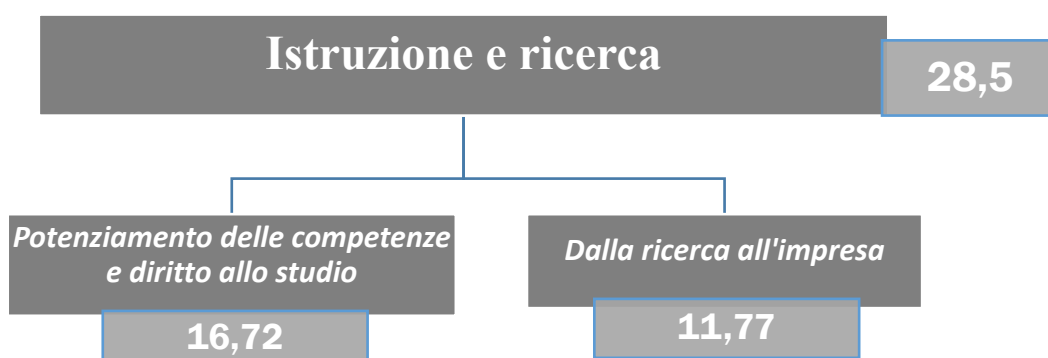 Istruzione e ricerca
28,5
Potenziamento delle competenze
e diritto allo studio
16,72
Dalla ricerca all'impresa
11,77